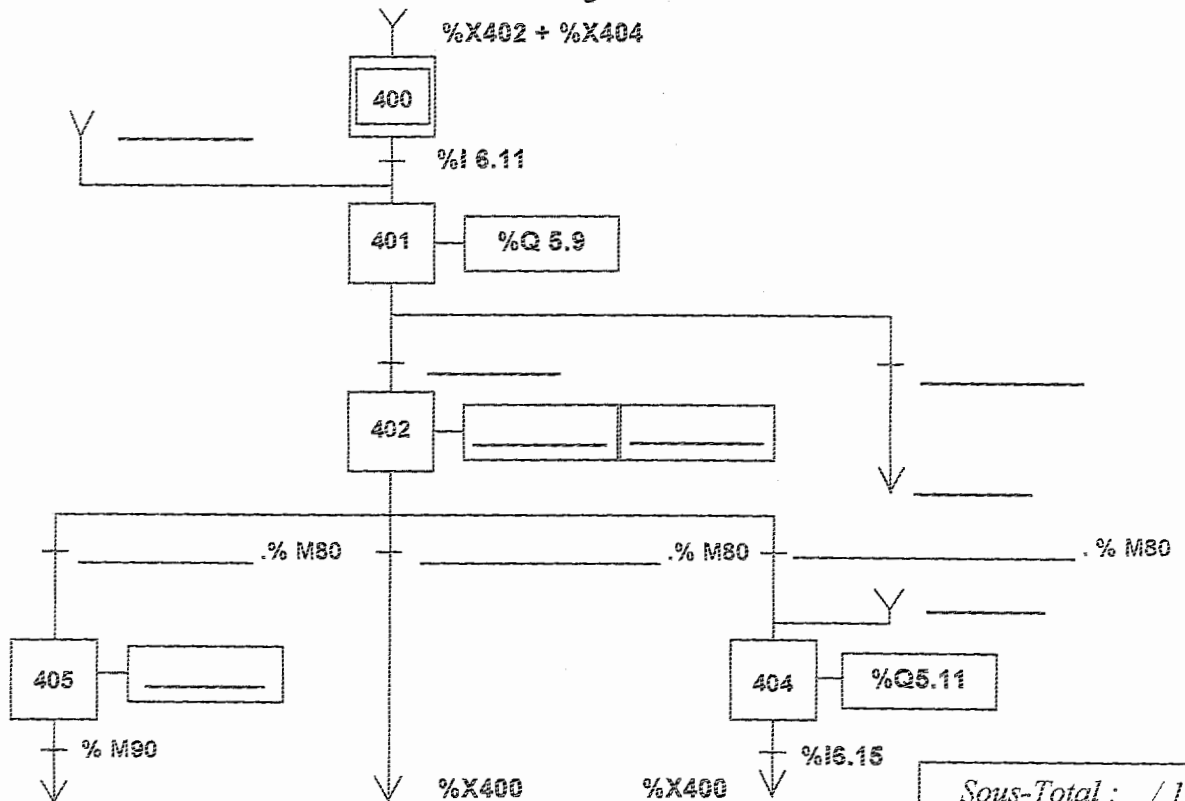 %X402 + %X404
400
%I 6.11
401
%Q 5.9
402
.% M80
.% M80
. % M80
405
404
%Q5.11
% M90
%I6.15
%X400
%X400
Sous-Total : / 1